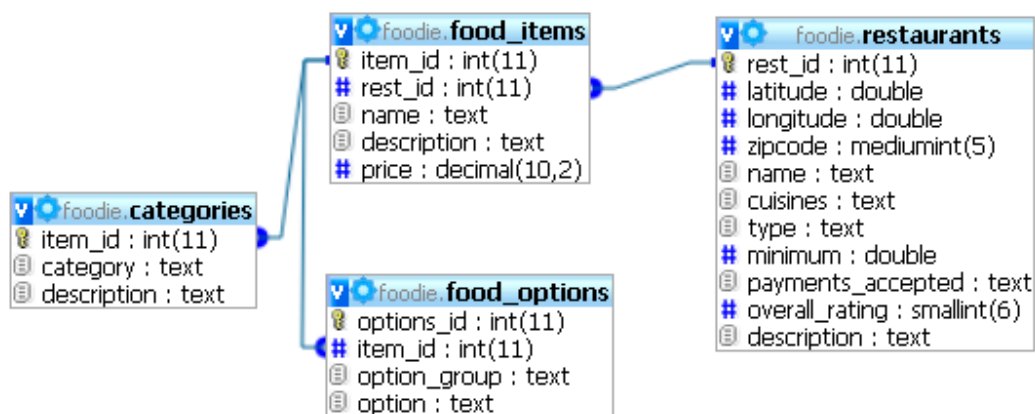 foodie.food_items
item_id : int(11)
rest_id : int(11)
name : text
description : text
price : decimal(10,2)
foodie.restaurants
rest_id : int(11)
latitude : double
longitude : double
zipcode : mediumint(5)
name : text
cuisines : text
type : text
minimum : double
payments_accepted : text
overall_rating : smallint(6)
description : text
foodie.categories
item_id : int(11)
category : text
description : text
foodie.food_options
options_id : int(11)
item_id : int(11)
option_group : text
option : text